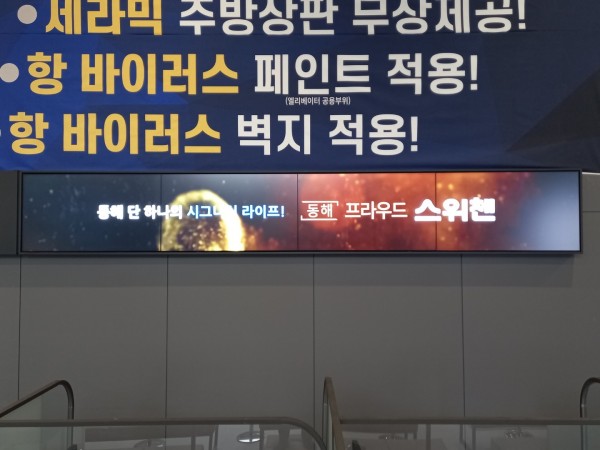 • 세라믹 주방상판 무상제공!
• 항 바이러스 페인트 적용!
(엘리베이터 공용부위)
• 항 바이러스 벽지 적용!
동해 단 하나의 시그니처 라이프! 동해 프라우드 스위첸